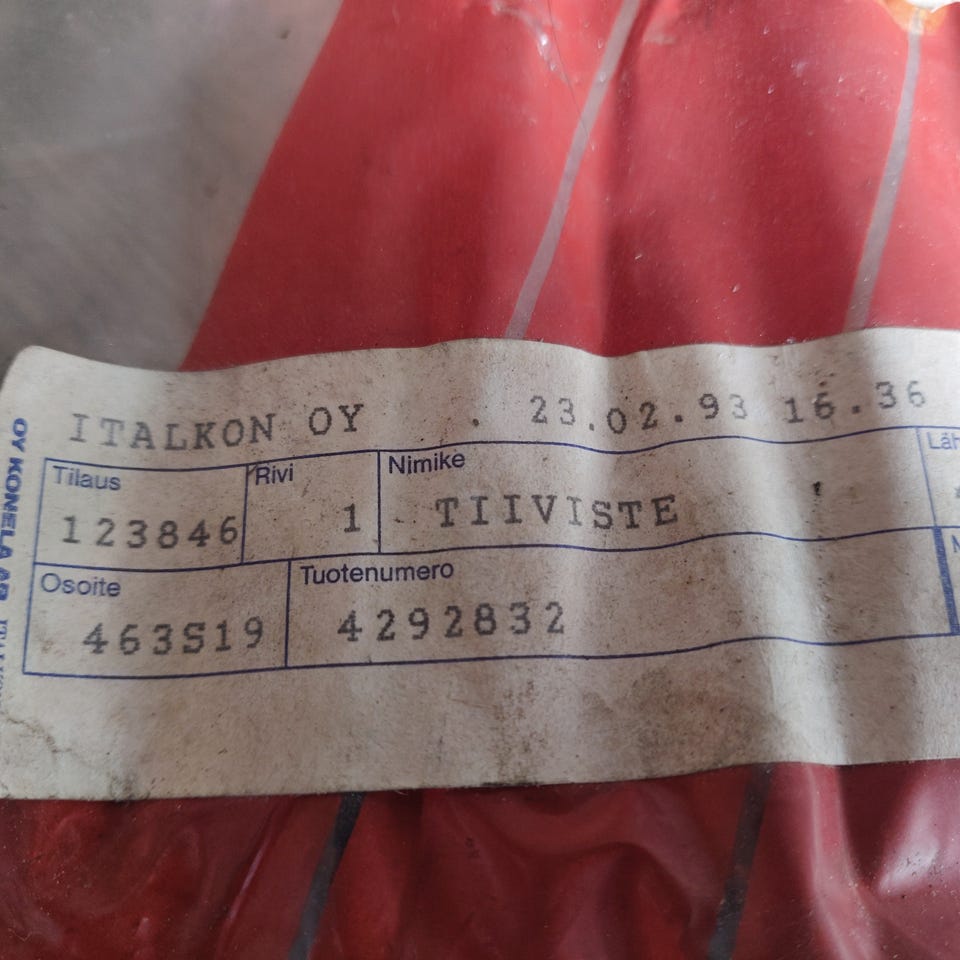 ITALKON OY . 23.02.93 16.36
Tilaus Rivi Nimike
123846 1 TIIVISTE
Osoite Tuotenumero
463S19 4292832
OY KONELA AB